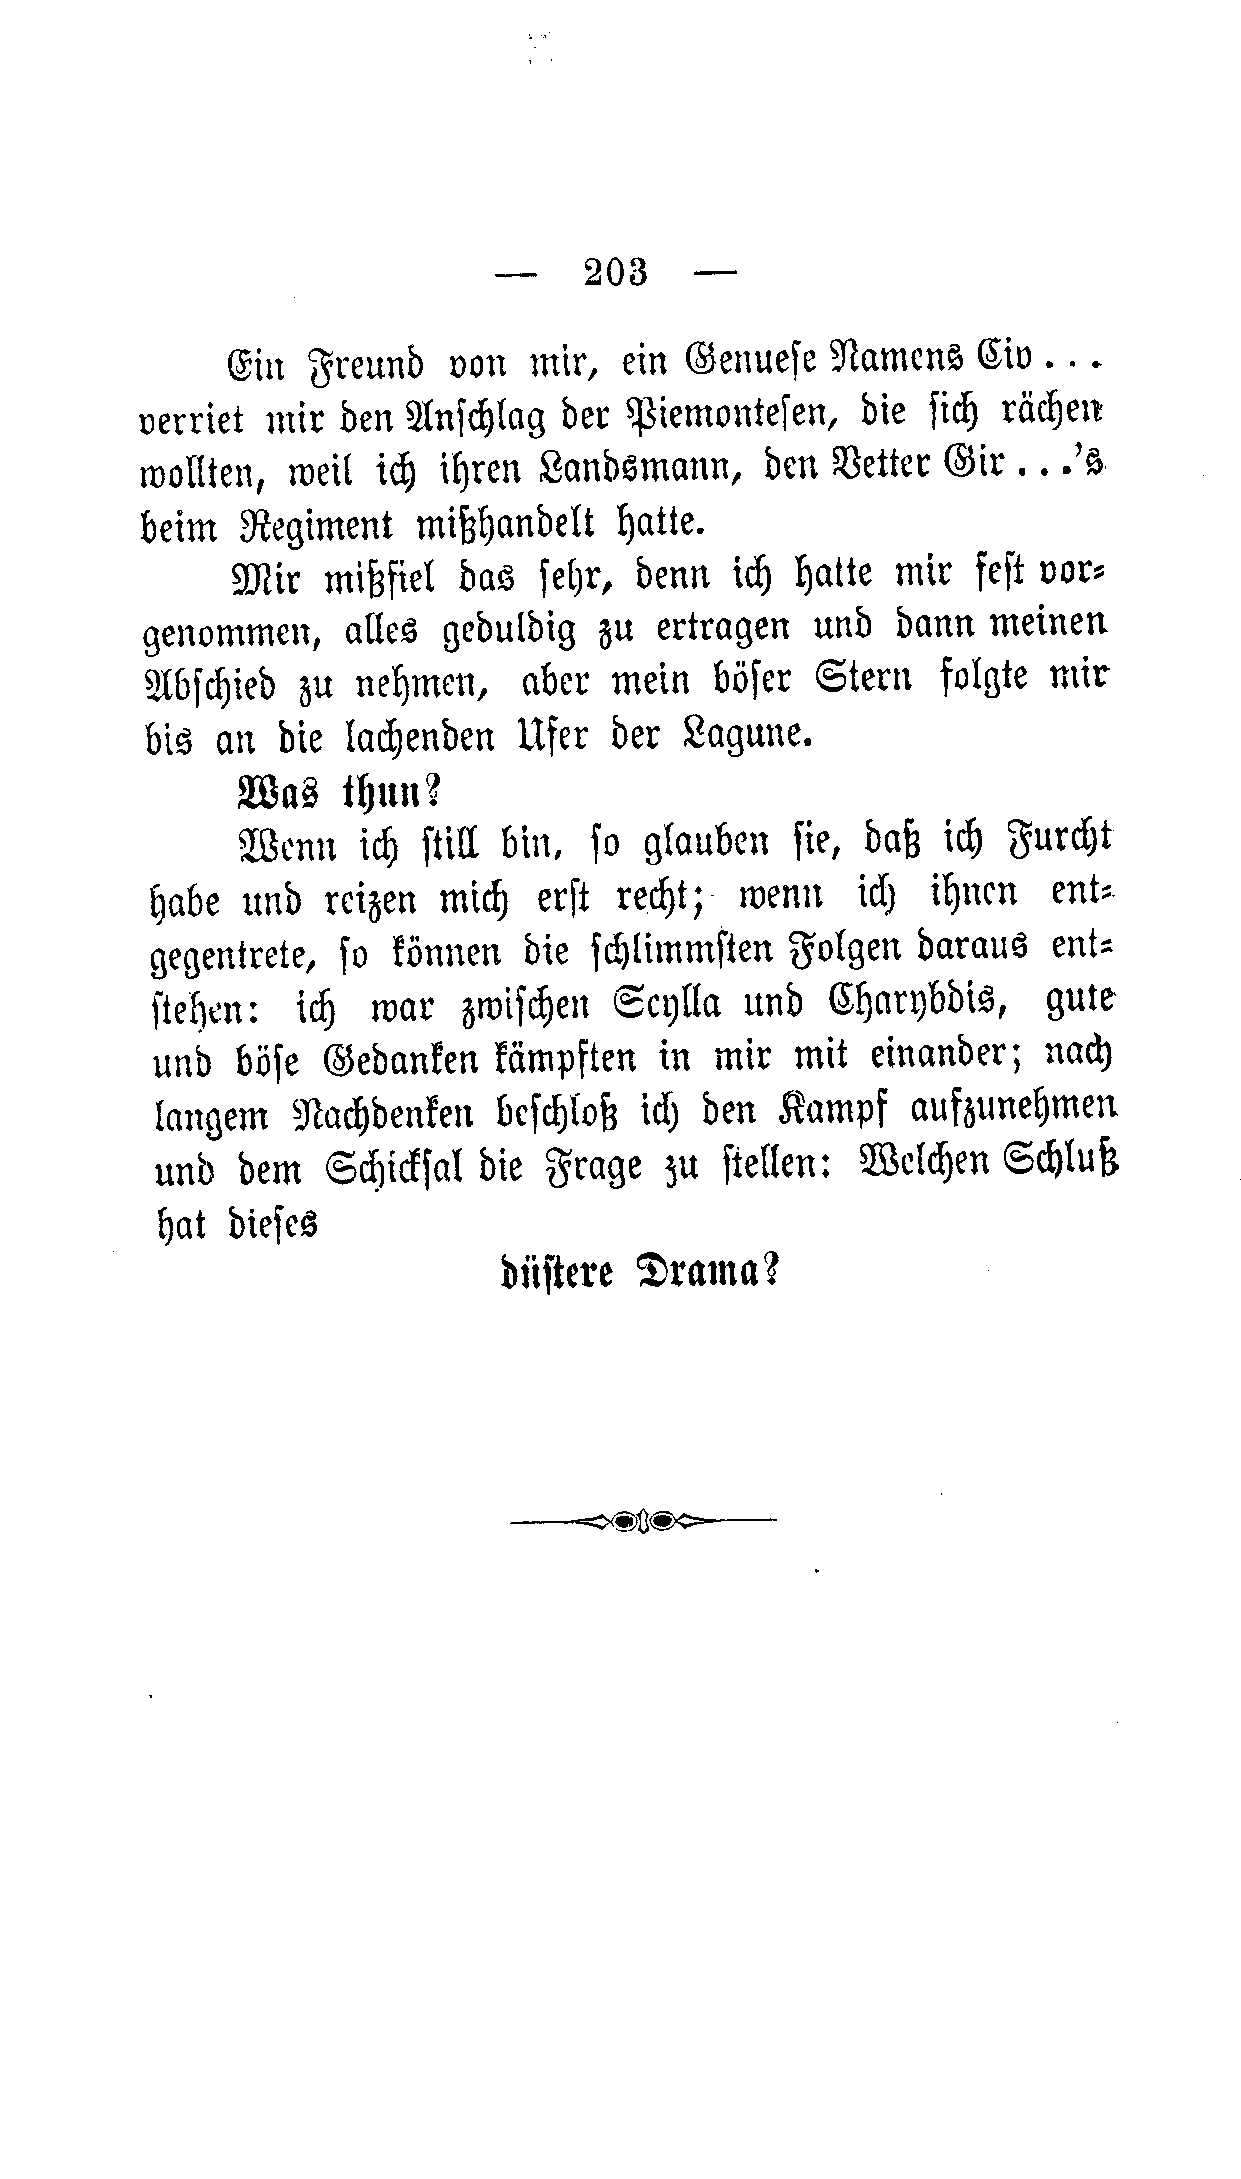 — 203 —
Ein Freund von mir, ein Genuese Namens Civ . . .
verriet mir den Anschlag der Piemontesen, die sich rächen
wollten, weil ich ihren Landsmann, den Vetter Gir . . .'s
beim Regiment mißhandelt hatte.
Mir mißfiel das sehr, denn ich hatte mir fest vor-
genommen, alles geduldig zu ertragen und dann meinen
Abschied zu nehmen, aber mein böser Stern folgte mir
bis an die lachenden Ufer der Lagune.
Was thun?
Wenn ich still bin, so glauben sie, daß ich Furcht
habe und reizen mich erst recht; wenn ich ihnen ent-
gegentrete, so können die schlimmsten Folgen daraus ent-
stehen: ich war zwischen Scylla und Charybdis, gute
und böse Gedanken kämpften in mir mit einander; nach
langem Nachdenken beschloß ich den Kampf aufzunehmen
und dem Schicksal die Frage zu stellen: Welchen Schluß
hat dieses
düstere Drama?